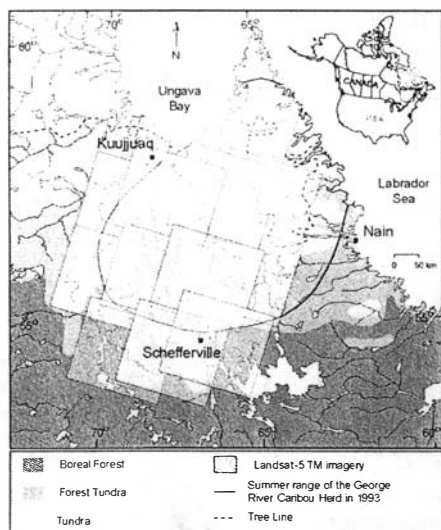 70°
65°
60°
N
CANADA
U.S.A
Ungava
Bay
Kuujjuaq
Labrador
Sea
Nain
0 50 km
55°
55°
Schefferville
70°
65°
60°
Boreal Forest
Landsat-5 TM imagery
Forest Tundra
Summer range of the George
River Caribou Herd in 1993
Tundra
Tree Line